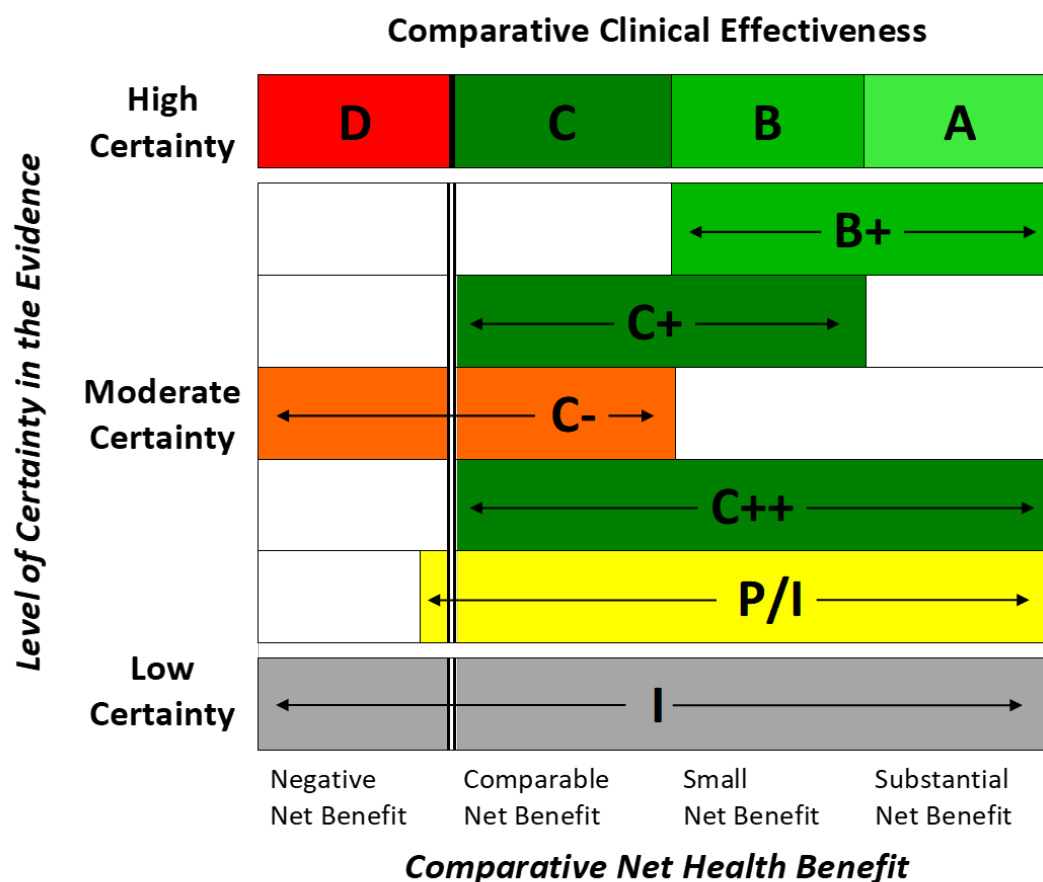 Comparative Clinical Effectiveness
High
Certainty
D
C
B
A
Level of Certainty in the Evidence
B+
C+
Moderate
Certainty
C-
C++
P/I
Low
Certainty
I
Negative
Net Benefit
Comparable
Net Benefit
Small
Net Benefit
Substantial
Net Benefit
Comparative Net Health Benefit